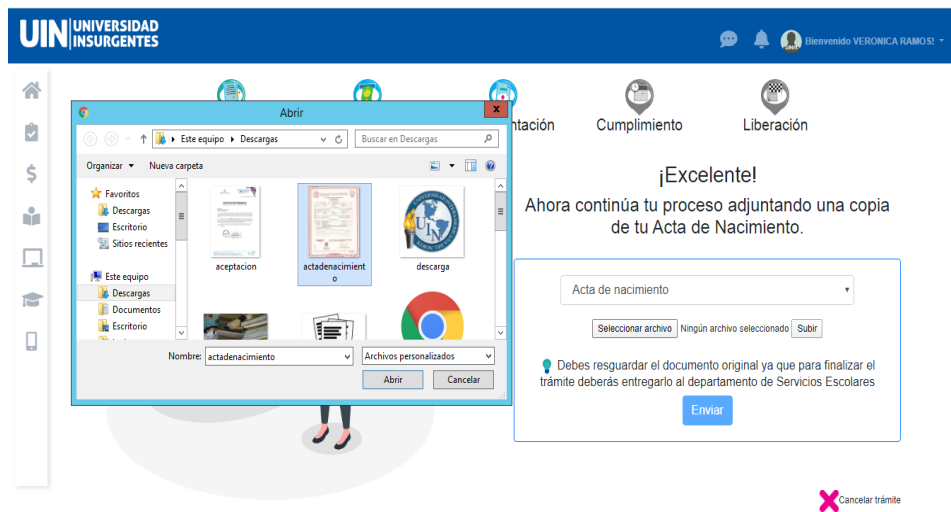 UIN UNIVERSIDAD
INSURGENTES
Bienvenido VERONICA RAMOS!
Abrir
x
Este equipo ▸ Descargas
Buscar en Descargas
Organizar
Nueva carpeta
Favoritos
Descargas
Escritorio
Sitios recientes
Este equipo
Descargas
Documentos
Escritorio
aceptacion
actadenacimient
o
descarga
Nombre: actadenacimiento
Archivos personalizados
Abrir
Cancelar
ntación
Cumplimiento
Liberación
¡Excelente!
Ahora continúa tu proceso adjuntando una copia
de tu Acta de Nacimiento.
Acta de nacimiento
Seleccionar archivo Ningún archivo seleccionado Subir
Debes resguardar el documento original ya que para finalizar el
trámite deberás entregarlo al departamento de Servicios Escolares
Enviar
Cancelar trámite